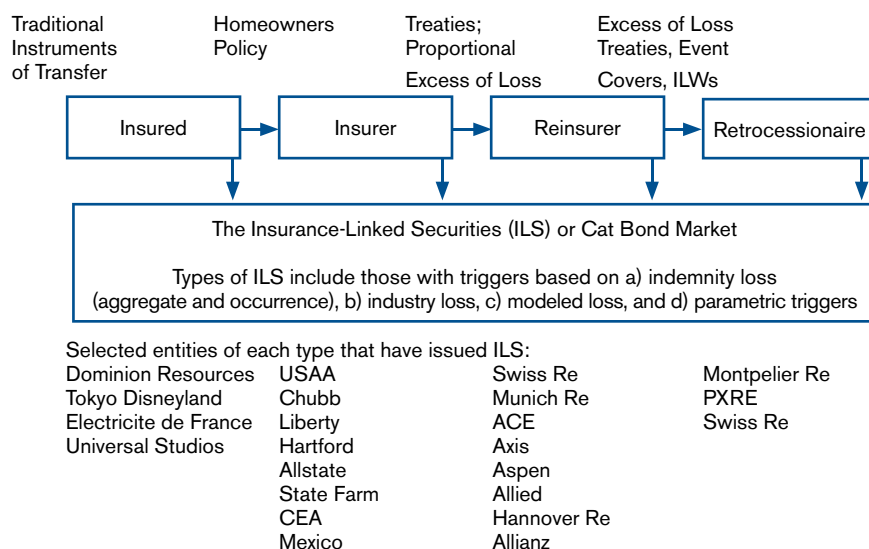 Traditional
Instruments
of Transfer
Homeowners
Policy
Treaties;
Proportional
Excess of Loss
Excess of Loss
Treaties, Event
Covers, ILWs
Insured
Insurer
Reinsurer
Retrocessionaire
The Insurance-Linked Securities (ILS) or Cat Bond Market
Types of ILS include those with triggers based on a) indemnity loss
(aggregate and occurrence), b) industry loss, c) modeled loss, and d) parametric triggers
Selected entities of each type that have issued ILS:
Dominion Resources
Tokyo Disneyland
Electricite de France
Universal Studios
USAA
Chubb
Liberty
Hartford
Allstate
State Farm
CEA
Mexico
Swiss Re
Munich Re
ACE
Axis
Aspen
Allied
Hannover Re
Allianz
Montpelier Re
PXRE
Swiss Re